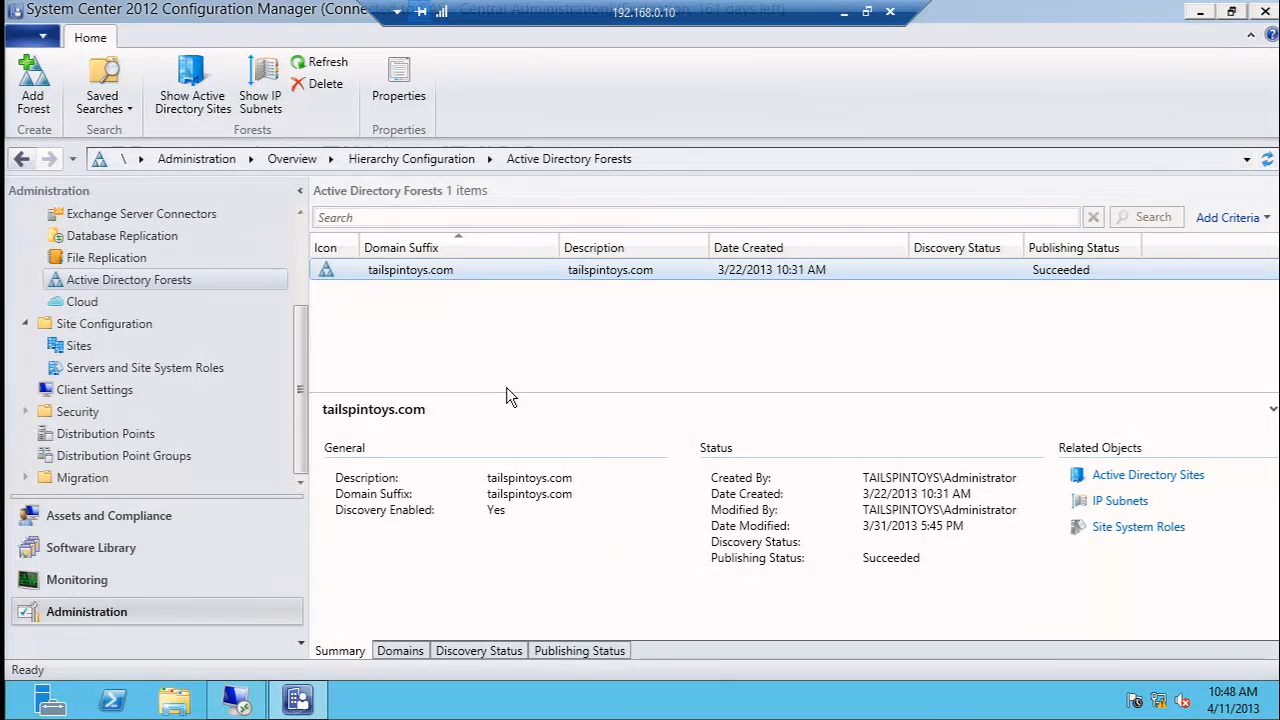 System Center 2012 Configuration Manager (Connected to Central Administration, Evaluation, 161 days left)
192.168.0.10
Home
Add Forest
Saved Searches
Show Active Directory Sites
Show IP Subnets
Refresh
Delete
Properties
Create
Search
Forests
Properties
\ Administration Overview Hierarchy Configuration Active Directory Forests
Administration
Exchange Server Connectors
Database Replication
File Replication
Active Directory Forests
Cloud
Site Configuration
Sites
Servers and Site System Roles
Client Settings
Security
Distribution Points
Distribution Point Groups
Migration
Assets and Compliance
Software Library
Monitoring
Administration
Active Directory Forests 1 items
Search
Search
Add Criteria
Icon Domain Suffix Description Date Created Discovery Status Publishing Status
tailspintoys.com tailspintoys.com 3/22/2013 10:31 AM Succeeded
tailspintoys.com
General
Description: tailspintoys.com
Domain Suffix: tailspintoys.com
Discovery Enabled: Yes
Status
Created By: TAILSPINTOYS\Administrator
Date Created: 3/22/2013 10:31 AM
Modified By: TAILSPINTOYS\Administrator
Date Modified: 3/31/2013 5:45 PM
Discovery Status:
Publishing Status: Succeeded
Related Objects
Active Directory Sites
IP Subnets
Site System Roles
Summary Domains Discovery Status Publishing Status
Ready
10:48 AM
4/11/2013